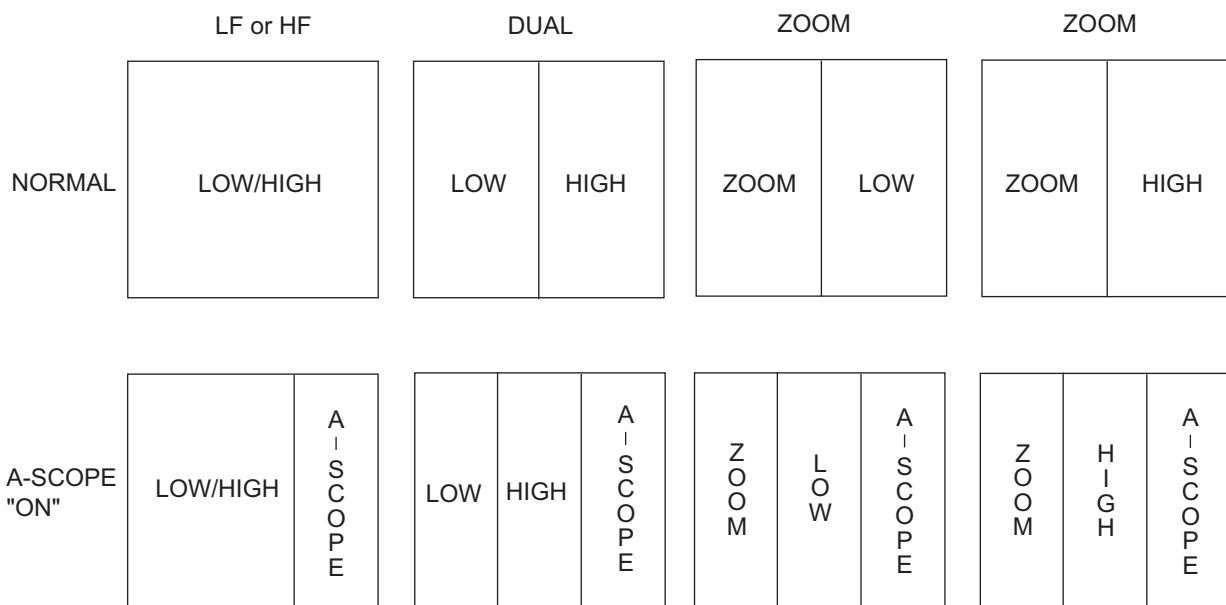 LF or HF
DUAL
ZOOM
ZOOM
NORMAL
LOW/HIGH
LOW
HIGH
ZOOM
LOW
ZOOM
HIGH
A-SCOPE
"ON"
LOW/HIGH
A-SCOPE
LOW
HIGH
A-SCOPE
ZOOM
LOW
A-SCOPE
ZOOM
HIGH
A-SCOPE